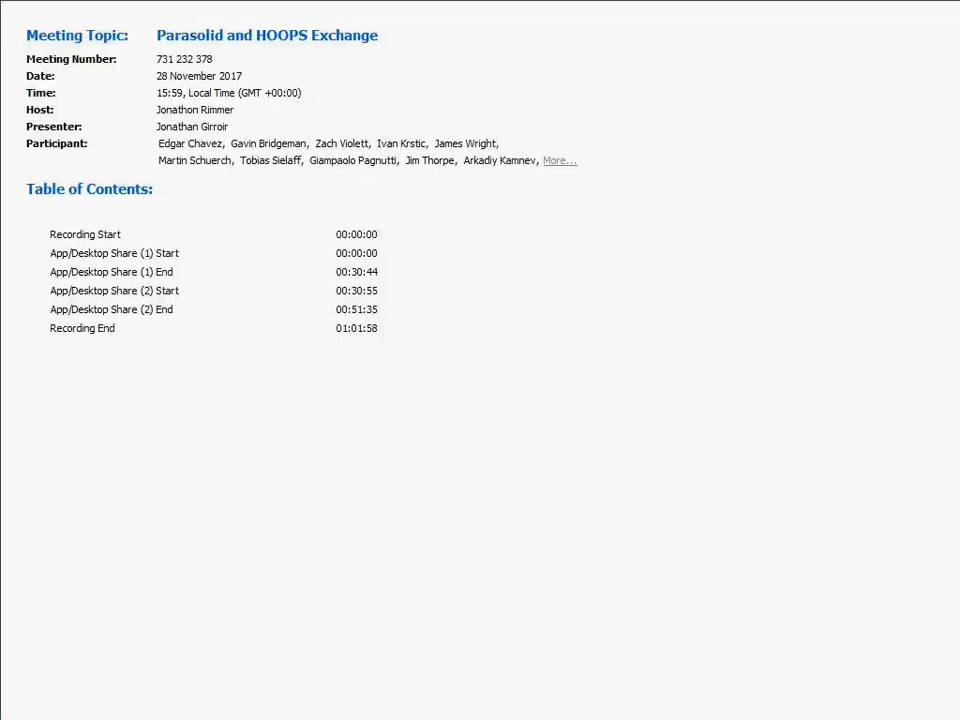 Meeting Topic: Parasolid and HOOPS Exchange
Meeting Number: 731 232 378
Date: 28 November 2017
Time: 15:59, Local Time (GMT +00:00)
Host: Jonathon Rimmer
Presenter: Jonathan Girroir
Participant: Edgar Chavez, Gavin Bridgeman, Zach Violett, Ivan Krstic, James Wright,
Martin Schuerch, Tobias Sielaff, Giampaolo Pagnutti, Jim Thorpe, Arkadiy Kamnev, More...
Table of Contents:
Recording Start 00:00:00
App/Desktop Share (1) Start 00:00:00
App/Desktop Share (1) End 00:30:44
App/Desktop Share (2) Start 00:30:55
App/Desktop Share (2) End 00:51:35
Recording End 01:01:58